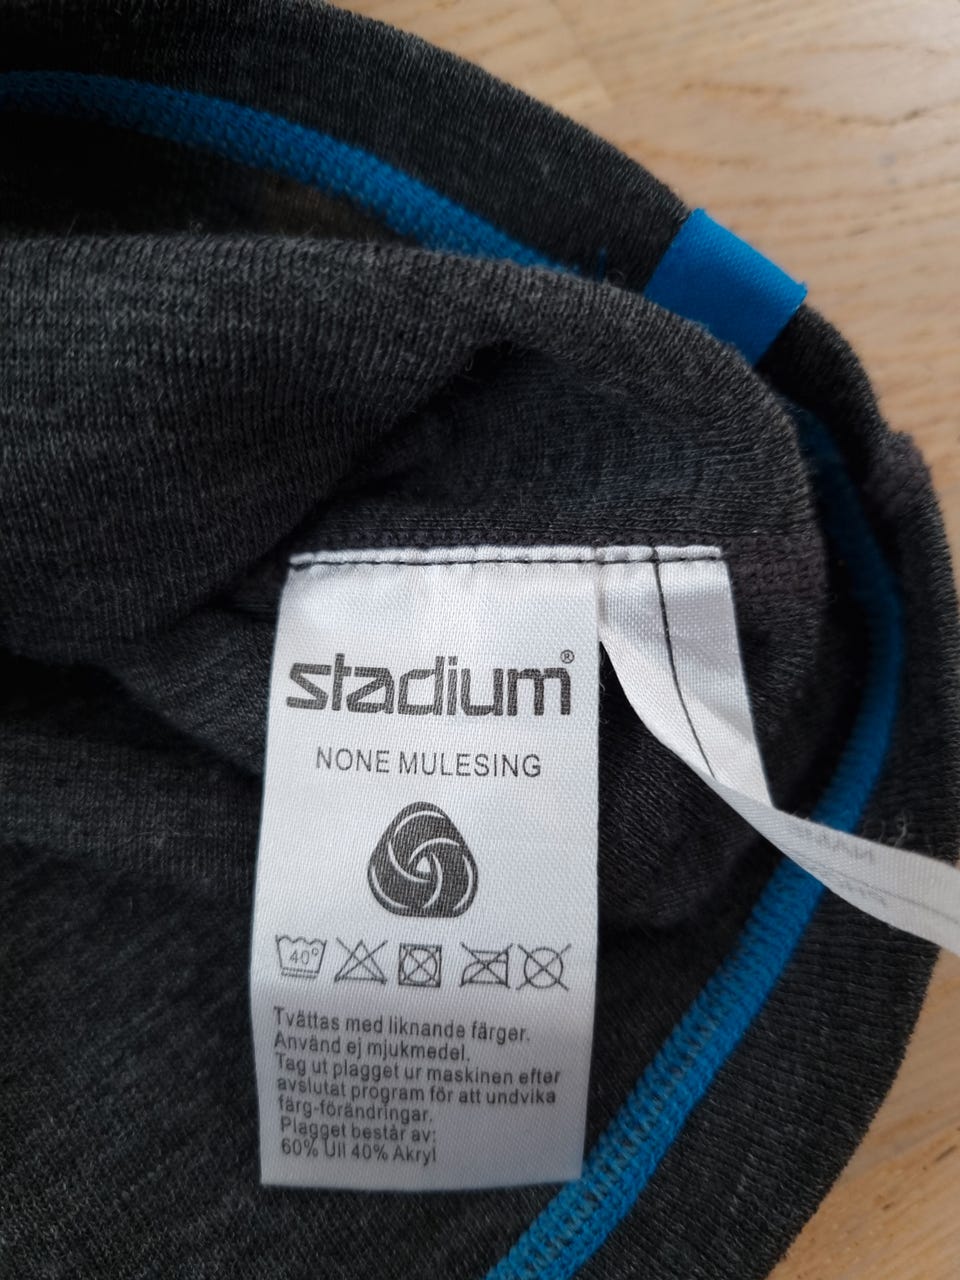 stadium®
NONE MULESING
40°
Tvättas med liknande färger.
Använd ej mjukmedel.
Tag ut plagget ur maskinen efter
avslutat program för att undvika
färg-förändringar.
Plagget består av:
60% Ull 40% Akryl